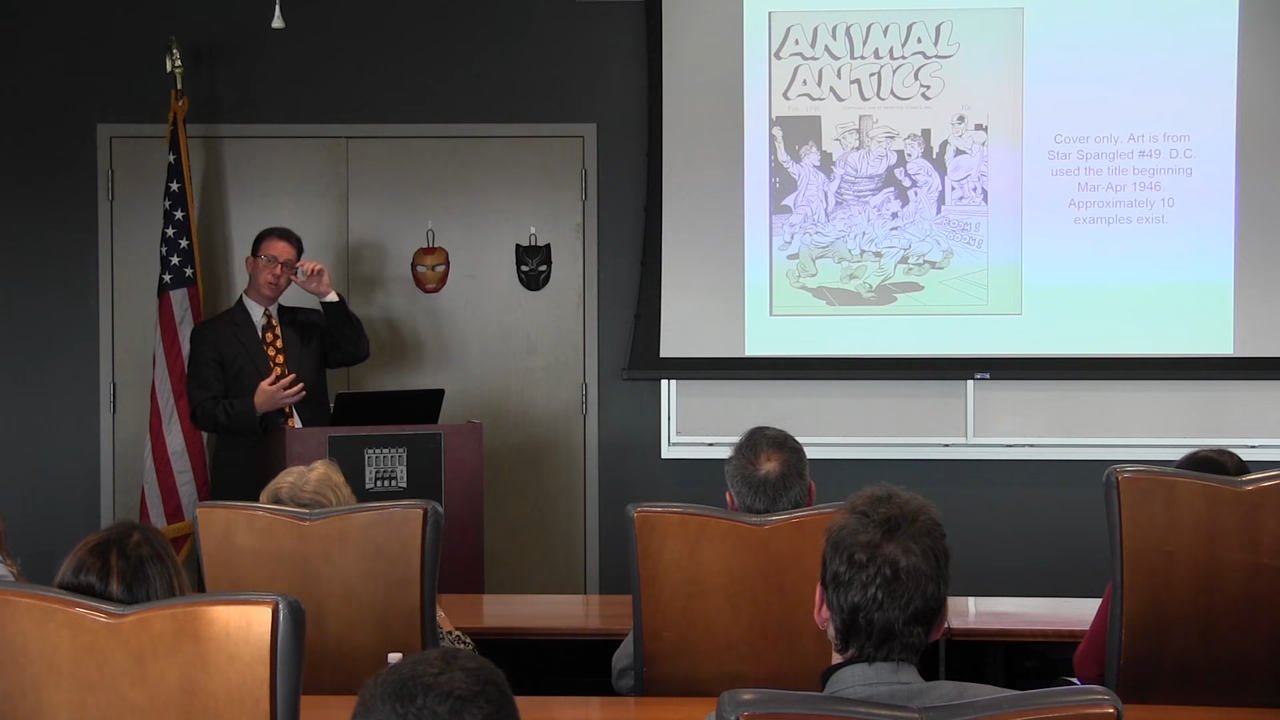 ANIMAL
ANTICS
10¢
Cover only. Art is from
Star Spangled #49. D.C.
used the title beginning
Mar-Apr 1946.
Approximately 10
examples exist.